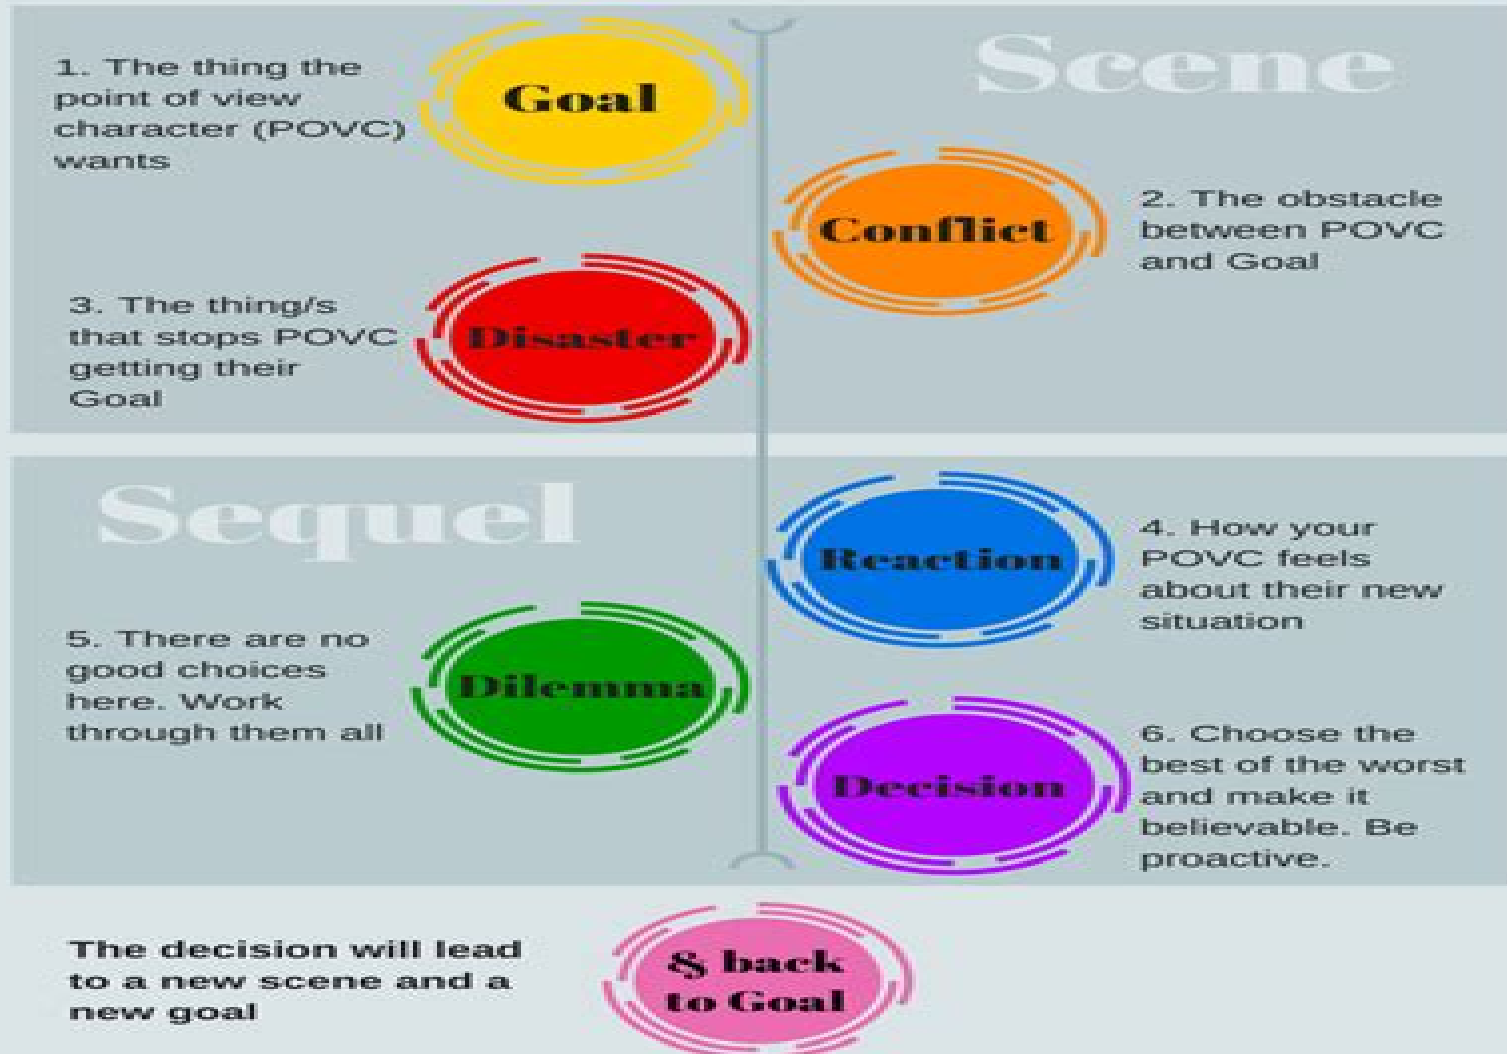 Scene
Goal
1. The thing the
point of view
character (POVC)
wants
Conflict
2. The obstacle
between POVC
and Goal
Disaster
3. The thing/s
that stops POVC
getting their
Goal
Sequel
Reaction
4. How your
POVC feels
about their new
situation
Dilemma
5. There are no
good choices
here. Work
through them all
Decision
6. Choose the
best of the worst
and make it
believable. Be
proactive.
The decision will lead
to a new scene and a
new goal
& back
to Goal